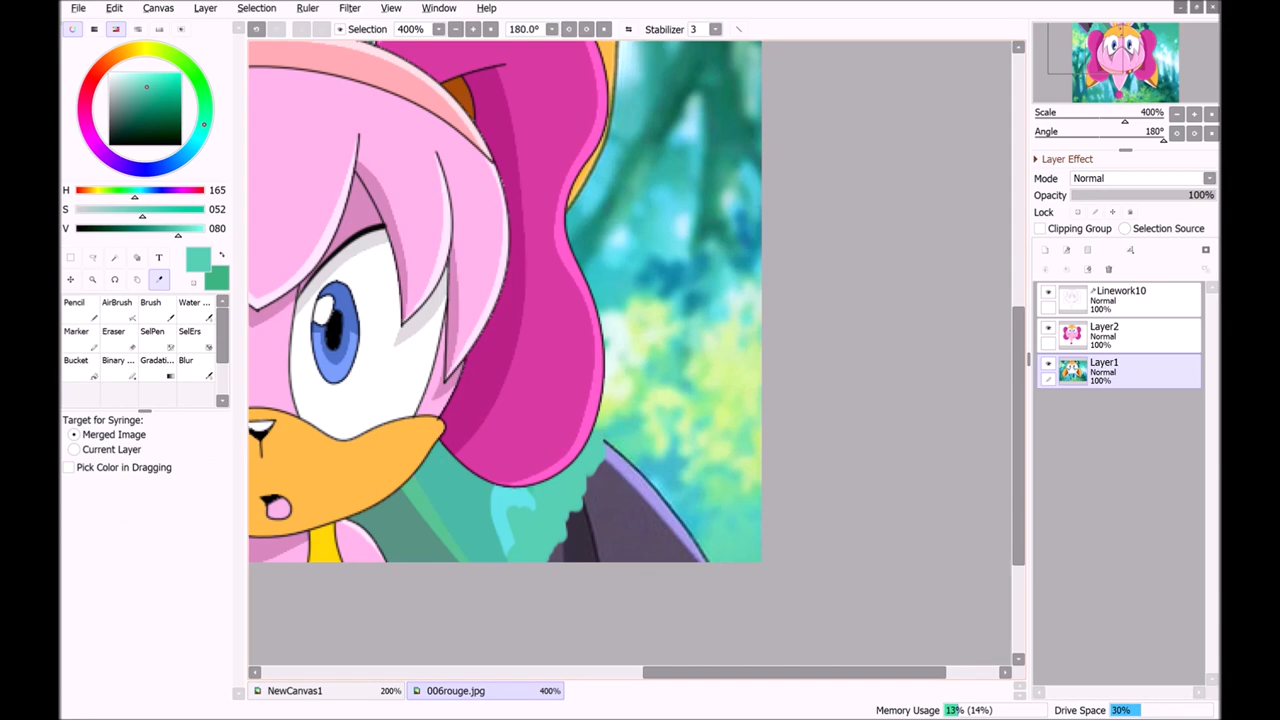 File Edit Canvas Layer Selection Filter Ruler View Window Help
Selection 400% 180.0° Stabilizer 3
H 165
S 052
V 080
T
Pencil AirBrush Brush Water ...
Marker Eraser SelPen SelErs
Bucket Binary ... Gradati... Blur
Target for Syringe:
Merged Image
Current Layer
Pick Color in Dragging
Scale 400%
Angle 180°
Layer Effect
Mode Normal
Opacity 100%
Lock
Clipping Group Selection Source
Linework10
Normal
100%
Layer2
Normal
100%
Layer1
Normal
100%
NewCanvas1 200% 006rouge.jpg 400%
Memory Usage 13% (14%) Drive Space 30%